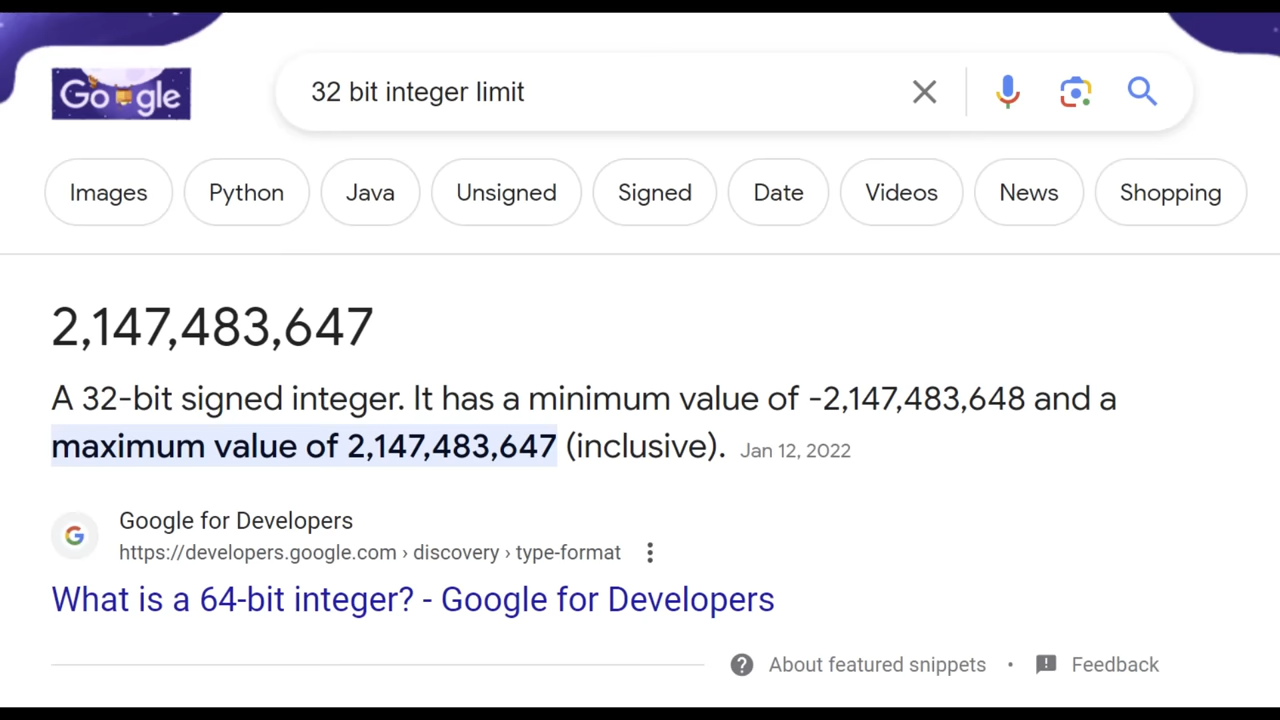 Google
32 bit integer limit
Images Python Java Unsigned Signed Date Videos News Shopping
2,147,483,647
A 32-bit signed integer. It has a minimum value of -2,147,483,648 and a
maximum value of 2,147,483,647 (inclusive). Jan 12, 2022
G
Google for Developers
https://developers.google.com › discovery › type-format
What is a 64-bit integer? - Google for Developers
? About featured snippets • ! Feedback